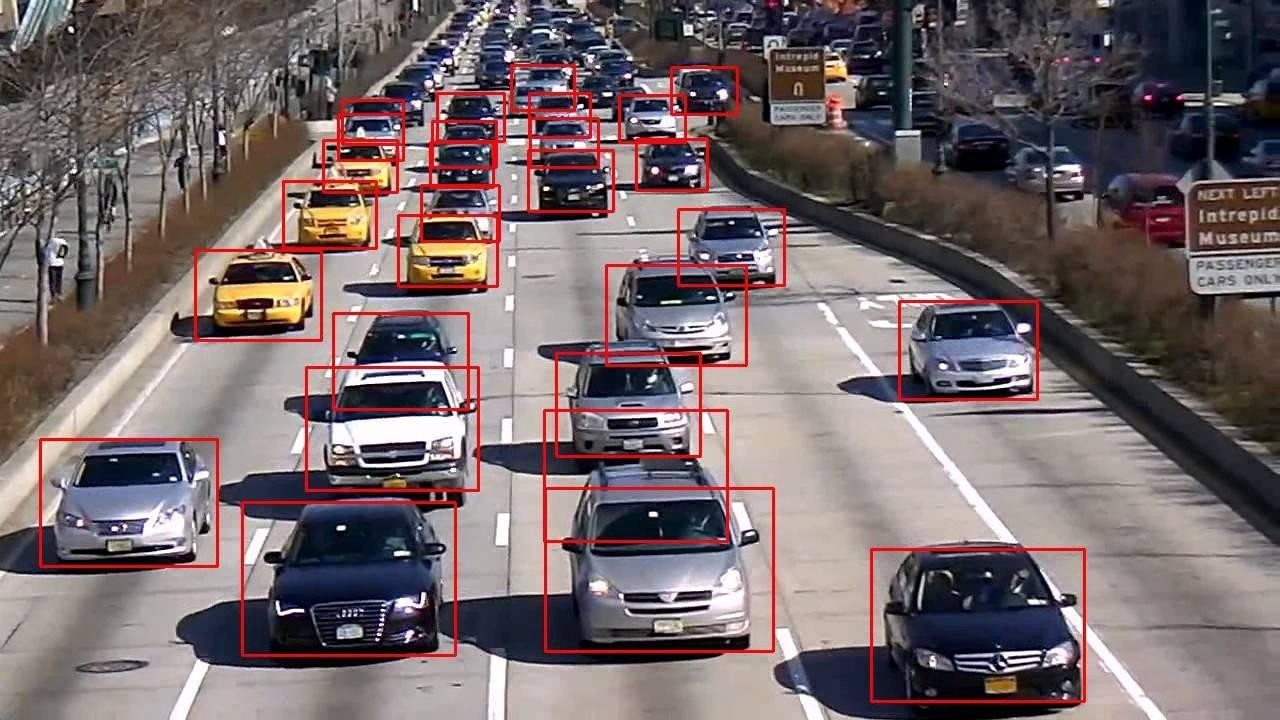 Intrepid
Museum
PASSENGER
CARS ONLY
NEXT LEFT
Intrepid
Museum
PASSENGER
CARS ONLY